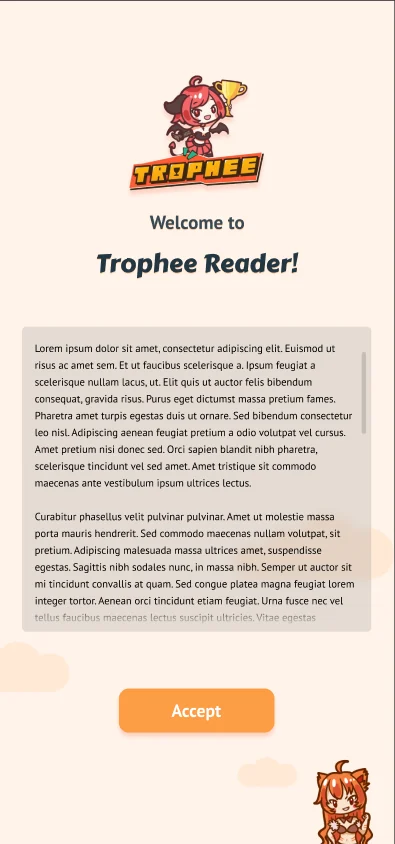 TROPHEE
Welcome to
Trophee Reader!
Lorem ipsum dolor sit amet, consectetur adipiscing elit. Euismod ut
risus ac amet sem. Et ut faucibus scelerisque a. Ipsum feugiat a
scelerisque nullam lacus, ut. Elit quis ut auctor felis bibendum
consequat, gravida risus. Purus eget dictumst massa pretium fames.
Pharetra amet turpis egestas duis ut ornare. Sed bibendum consectetur
leo nisl. Adipiscing aenean feugiat pretium a odio volutpat vel cursus.
Amet pretium nisi donec sed. Orci sapien blandit nibh pharetra,
scelerisque tincidunt vel sed amet. Amet tristique sit commodo
maecenas ante vestibulum ipsum ultrices lectus.
Curabitur phasellus velit pulvinar pulvinar. Amet ut molestie massa
porta mauris hendrerit. Sed commodo maecenas nullam volutpat, sit
pretium. Adipiscing malesuada massa ultrices amet, suspendisse
egestas. Sagittis nibh sodales nunc, in massa nibh. Semper ut auctor sit
mi tincidunt convallis at quam. Sed congue platea magna feugiat lorem
integer tortor. Aenean orci tincidunt etiam feugiat. Urna fusce nec vel
tellus faucibus maecenas lectus suscipit ultricies. Vitae egestas
Accept